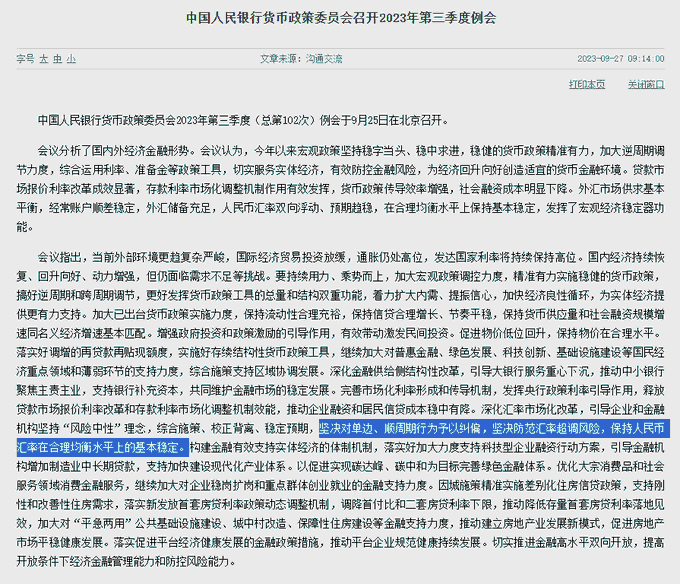 中国人民银行货币政策委员会召开2023年第三季度例会
字号 大 中 小
文章来源：沟通交流
2023-09-27 09:14:00
打印本页 关闭窗口
中国人民银行货币政策委员会2023年第三季度（总第102次）例会于9月25日在北京召开。
会议分析了国内外经济金融形势。会议认为，今年以来宏观政策坚持稳字当头、稳中求进，稳健的货币政策精准有力，加大逆周期调
节力度，综合运用利率、准备金等政策工具，切实服务实体经济，有效防控金融风险，为经济回升向好创造适宜的货币金融环境。贷款市
场报价利率改革成效显著，存款利率市场化调整机制作用有效发挥，货币政策传导效率增强，社会融资成本明显下降。外汇市场供求基本
平衡，经常账户顺差稳定，外汇储备充足，人民币汇率双向浮动、预期趋稳，在合理均衡水平上保持基本稳定，发挥了宏观经济稳定器功
能。
会议指出，当前外部环境更趋复杂严峻，国际经济贸易投资放缓，通胀仍处高位，发达国家利率将持续保持高位。国内经济持续恢
复、回升向好、动力增强，但仍面临需求不足等挑战。要持续用力、乘势而上，加大宏观政策调控力度，精准有力实施稳健的货币政策，
搞好逆周期和跨周期调节，更好发挥货币政策工具的总量和结构双重功能，着力扩大内需、提振信心，加快经济良性循环，为实体经济提
供更有力支持。加大已出台货币政策实施力度，保持流动性合理充裕，保持信贷合理增长、节奏平稳，保持货币供应量和社会融资规模增
速同名义经济增速基本匹配。增强政府投资和政策激励的引导作用，有效带动激发民间投资。促进物价低位回升，保持物价在合理水平。
落实好调增的再贷款再贴现额度，实施好存续结构性货币政策工具，继续加大对普惠金融、绿色发展、科技创新、基础设施建设等国民经
济重点领域和薄弱环节的支持力度，综合施策支持区域协调发展。深化金融供给侧结构性改革，引导大银行服务重心下沉，推动中小银行
聚焦主责主业，支持银行补充资本，共同维护金融市场的稳定发展。完善市场化利率形成和传导机制，发挥央行政策利率引导作用，释放
贷款市场报价利率改革和存款利率市场化调整机制效能，推动企业融资和居民信贷成本稳中有降。深化汇率市场化改革，引导企业和金融
机构坚持“风险中性”理念，综合施策、校正背离、稳定预期，坚决对单边、顺周期行为予以纠偏，坚决防范汇率超调风险，保持人民币
汇率在合理均衡水平上的基本稳定。构建金融有效支持实体经济的体制机制，落实好加大力度支持科技型企业融资行动方案，引导金融机
构增加制造业中长期贷款，支持加快建设现代化产业体系。以促进实现碳达峰、碳中和为目标完善绿色金融体系。优化大宗消费品和社会
服务领域消费金融服务，继续加大对企业稳岗扩岗和重点群体创业就业的金融支持力度。因城施策精准实施差别化住房信贷政策，支持刚
性和改善性住房需求，落实新发放首套房贷利率政策动态调整机制，调降首付比和二套房贷利率下限，推动降低存量首套房贷利率落地见
效，加大对“平急两用”公共基础设施建设、城中村改造、保障性住房建设等金融支持力度，推动建立房地产业发展新模式，促进房地产
市场平稳健康发展。落实促进平台经济健康发展的金融政策措施，推动平台企业规范健康持续发展。切实推进金融高水平双向开放，提高
开放条件下经济金融管理能力和防控风险能力。